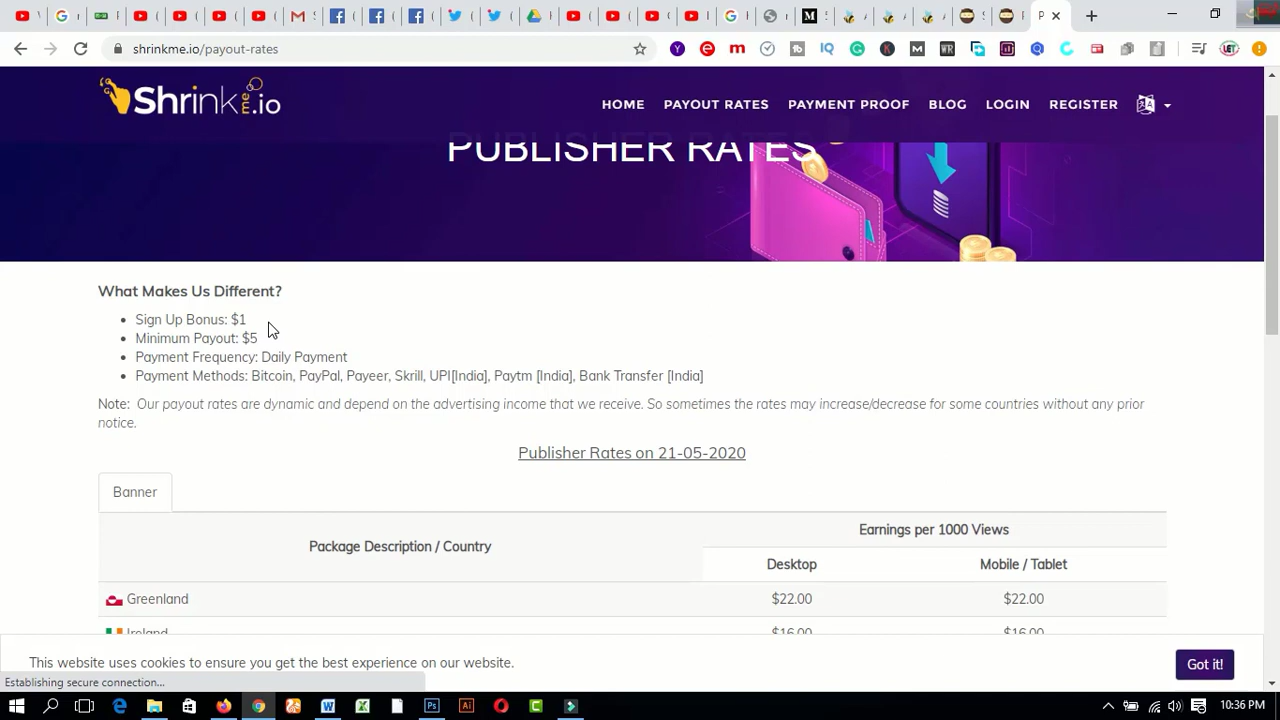 shrinkme.io/payout-rates
Shrinkme.io
HOME PAYOUT RATES PAYMENT PROOF BLOG LOGIN REGISTER
PUBLISHER RATES
What Makes Us Different?
Sign Up Bonus: $1
Minimum Payout: $5
Payment Frequency: Daily Payment
Payment Methods: Bitcoin, PayPal, Payeer, Skrill, UPI[India], Paytm [India], Bank Transfer [India]
Note: Our payout rates are dynamic and depend on the advertising income that we receive. So sometimes the rates may increase/decrease for some countries without any prior
notice.
Publisher Rates on 21-05-2020
Banner
Package Description / Country
Earnings per 1000 Views
Desktop Mobile / Tablet
Greenland $22.00 $22.00
Ireland $16.00 $16.00
This website uses cookies to ensure you get the best experience on our website.
Got it!
Establishing secure connection...
10:36 PM